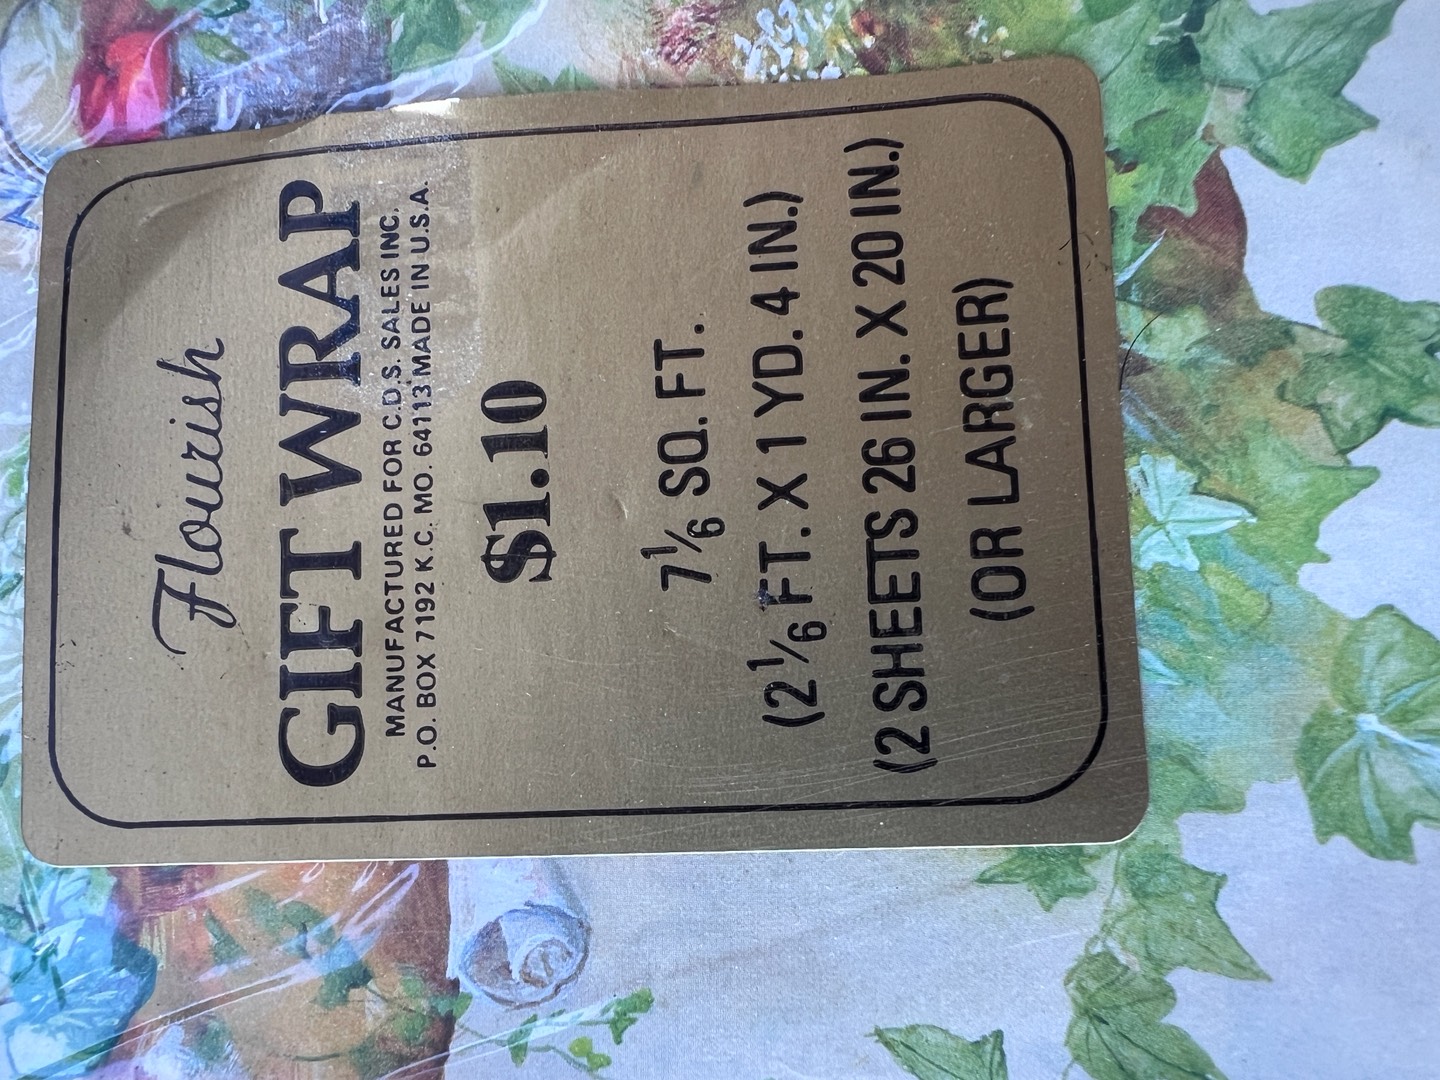 Flourish
GIFT WRAP
MANUFACTURED FOR C.D.S. SALES INC.
P.O. BOX 7192 K.C. MO. 64113 MADE IN U.S.A.
$1.10
7 1/6 SQ. FT.
(2 1/6 FT. X 1 YD. 4 IN.)
(2 SHEETS 26 IN. X 20 IN.)
(OR LARGER)